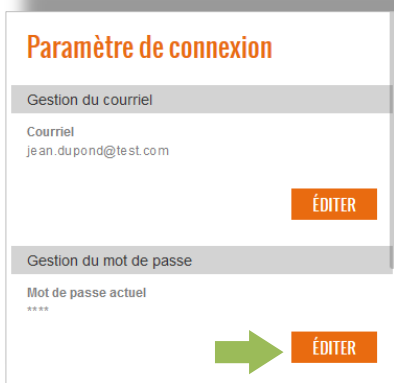 Paramètre de connexion
Gestion du courriel
Courriel
jean.dupond@test.com
ÉDITER
Gestion du mot de passe
Mot de passe actuel
****
ÉDITER